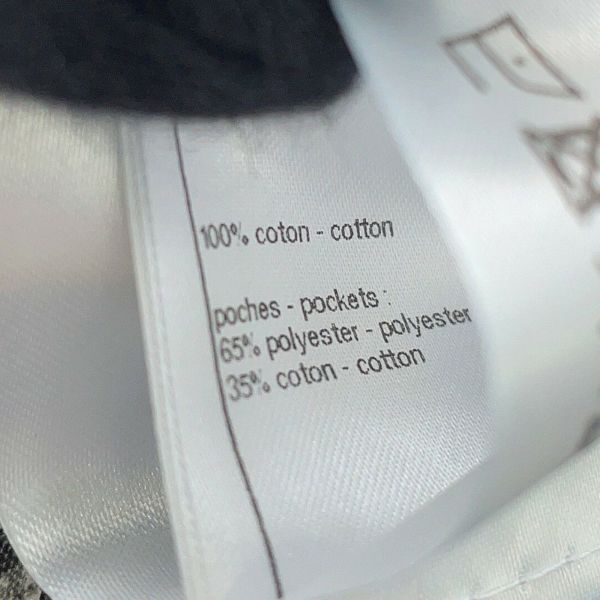 100% coton - cotton
poches - pockets :
65% polyester - polyester
35% coton - cotton